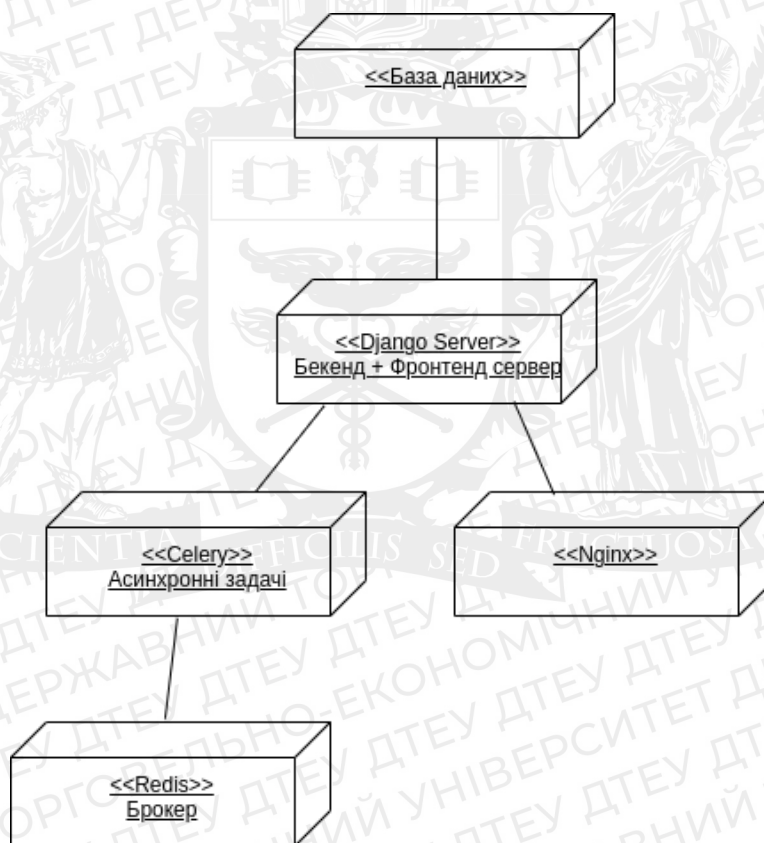 <<База даних>>
<<Django Server>>
Бекенд + Фронтенд сервер
<<Celery>>
Асинхронні задачі
<<Nginx>>
<<Redis>>
Брокер